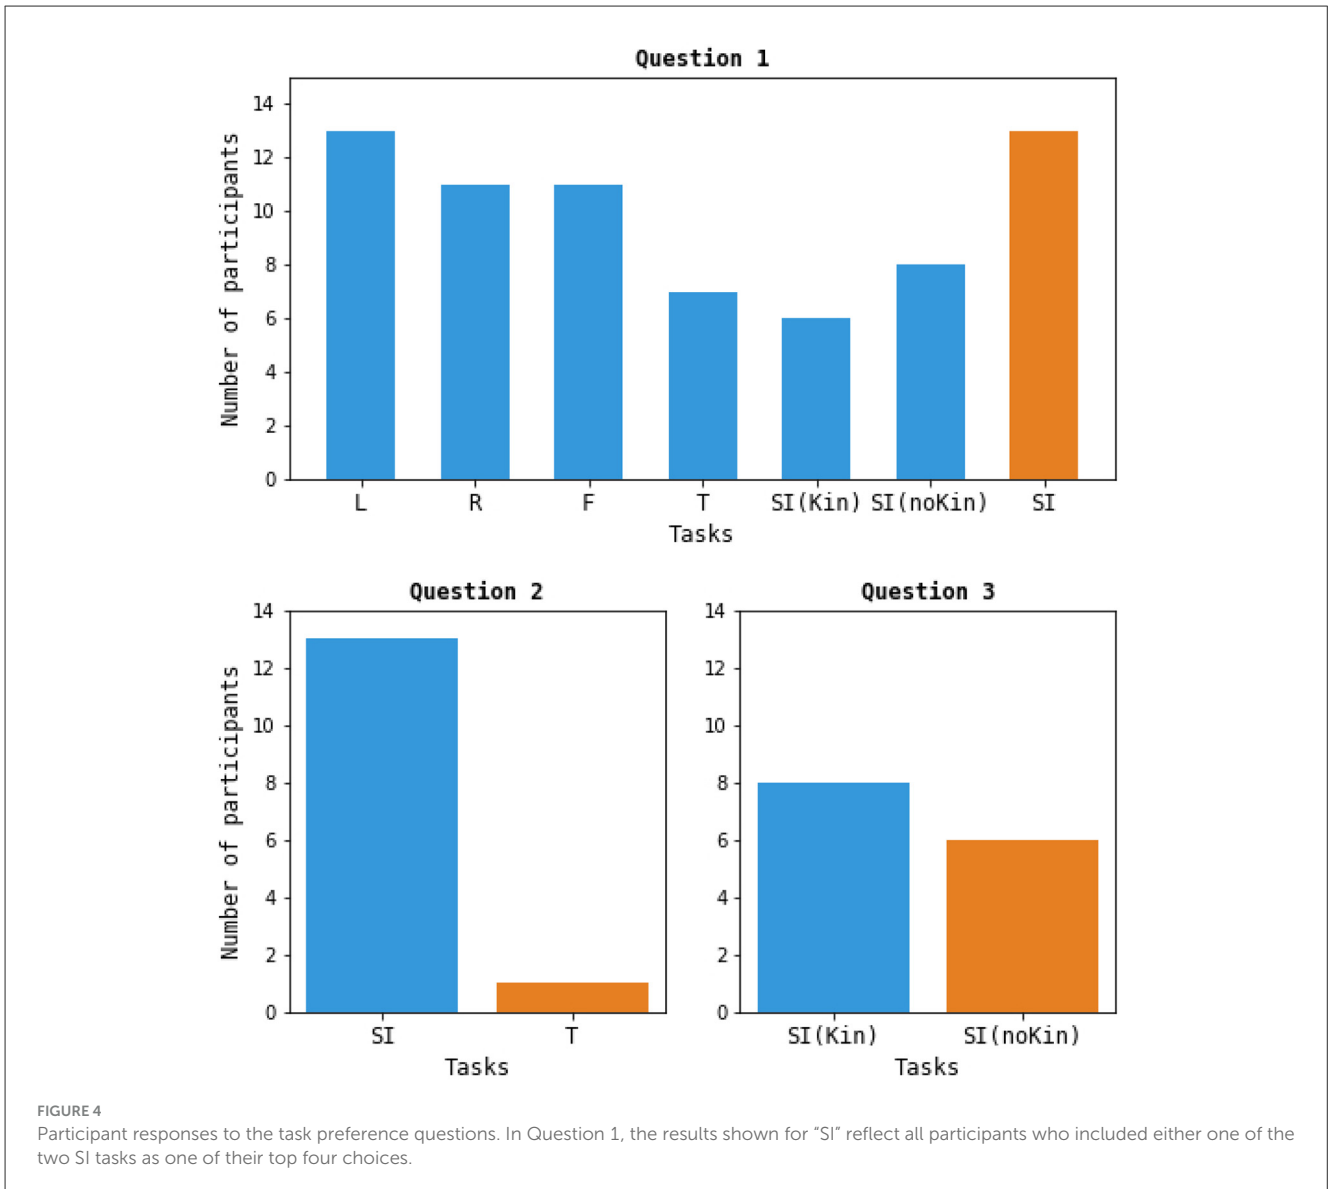 Question 1
Number of participants
14
12
10
8
6
4
2
0
L R F T SI(Kin) SI(noKin) SI
Tasks
Question 2
Number of participants
14
12
10
8
6
4
2
0
SI T
Tasks
Question 3
14
12
10
8
6
4
2
0
SI(Kin) SI(noKin)
Tasks
FIGURE 4
Participant responses to the task preference questions. In Question 1, the results shown for “SI” reflect all participants who included either one of the
two SI tasks as one of their top four choices.